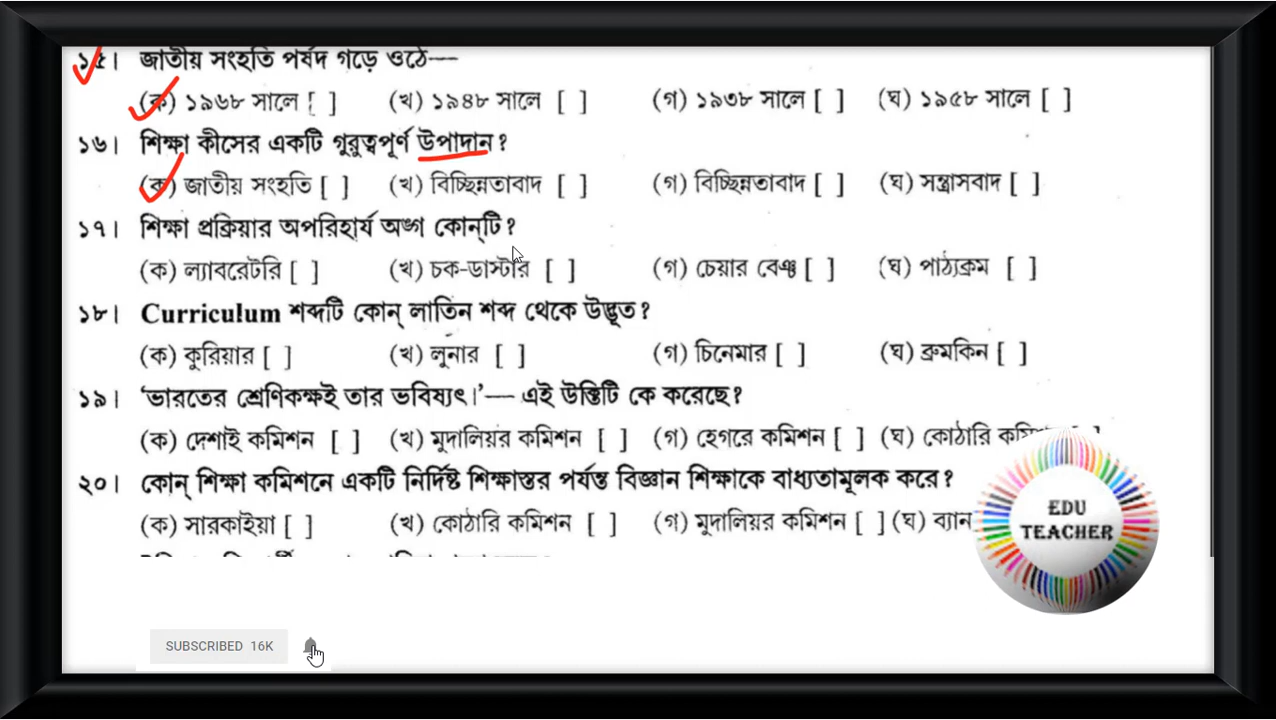 ১৫। জাতীয় সংহতি পর্ষদ গড়ে ওঠে—
(ক) ১৯৬৮ সালে [ ] (খ) ১৯৪৮ সালে [ ] (গ) ১৯৩৮ সালে [ ] (ঘ) ১৯৫৮ সালে [ ]
১৬। শিক্ষা কীসের একটি গুরুত্বপূর্ণ উপাদান?
(ক) জাতীয় সংহতি [ ] (খ) বিচ্ছিন্নতাবাদ [ ] (গ) বিচ্ছিন্নতাবাদ [ ] (ঘ) সন্ত্রাসবাদ [ ]
১৭। শিক্ষা প্রক্রিয়ার অপরিহার্য অঙ্গ কোন্‌টি?
(ক) ল্যাবরেটরি [ ] (খ) চক-ডাস্টার [ ] (গ) চেয়ার বেঞ্চ [ ] (ঘ) পাঠ্যক্রম [ ]
১৮। Curriculum শব্দটি কোন্ লাতিন শব্দ থেকে উদ্ভূত?
(ক) কুরিয়ার [ ] (খ) লুনার [ ] (গ) চিনেমার [ ] (ঘ) ব্রুমকিন [ ]
১৯। ‘ভারতের শ্রেণিকক্ষই তার ভবিষ্যৎ।’— এই উক্তিটি কে করেছে?
(ক) দেশাই কমিশন [ ] (খ) মুদালিয়র কমিশন [ ] (গ) হেগরে কমিশন [ ] (ঘ) কোঠারি
২০। কোন্ শিক্ষা কমিশনে একটি নির্দিষ্ট শিক্ষাস্তর পর্যন্ত বিজ্ঞান শিক্ষাকে বাধ্যতামূলক করে?
(ক) সারকাইয়া [ ] (খ) কোঠারি কমিশন [ ] (গ) মুদালিয়র কমিশন [ ] (ঘ) ব্যান
EDU
TEACHER
SUBSCRIBED 16K